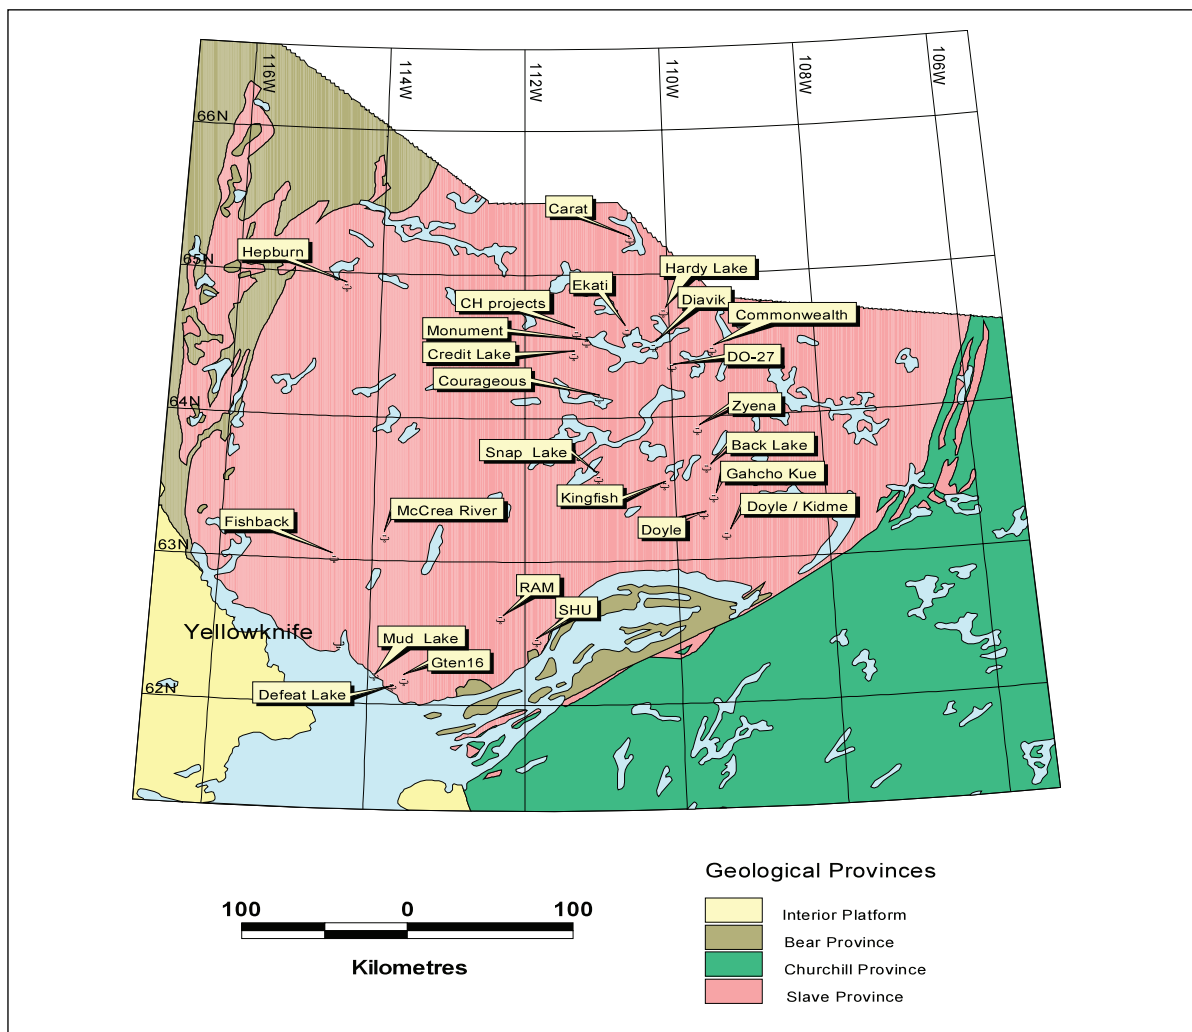 116W
114W
112W
110W
108W
106W
66N
Carat
Hepburn
65N
Hardy Lake
Ekati
Diavik
CH projects
Commonwealth
Monument
Credit Lake
DO-27
Courageous
64N
Zyena
Back Lake
Snap Lake
Gahcho Kue
Kingfish
McCrea River
Doyle / Kidme
Fishback
Doyle
63N
RAM
SHU
Yellowknife
Mud Lake
Gten16
62N
Defeat Lake
Geological Provinces
Interior Platform
Bear Province
Churchill Province
Slave Province
100 0 100
Kilometres